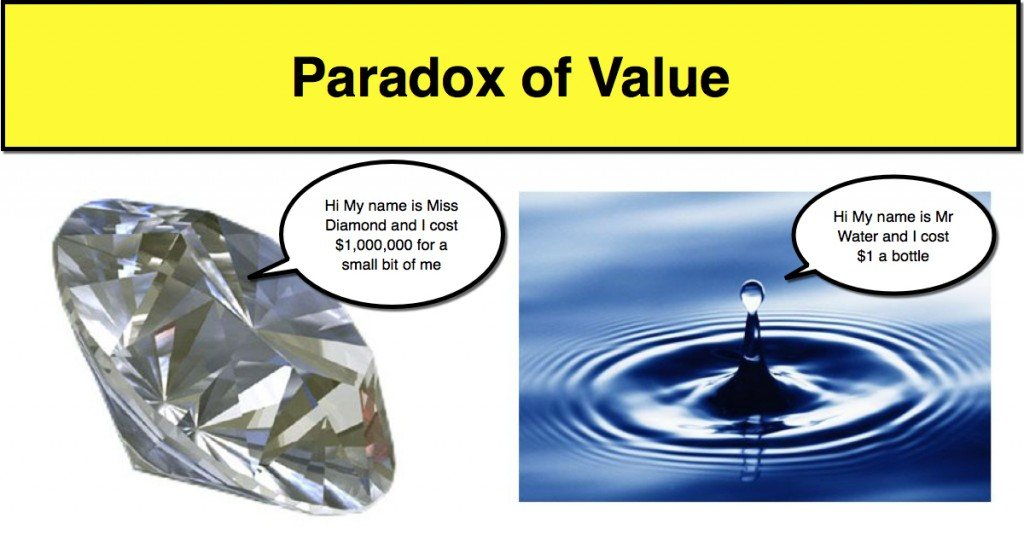 Paradox of Value
Hi My name is Miss
Diamond and I cost
$1,000,000 for a
small bit of me
Hi My name is Mr
Water and I cost
$1 a bottle